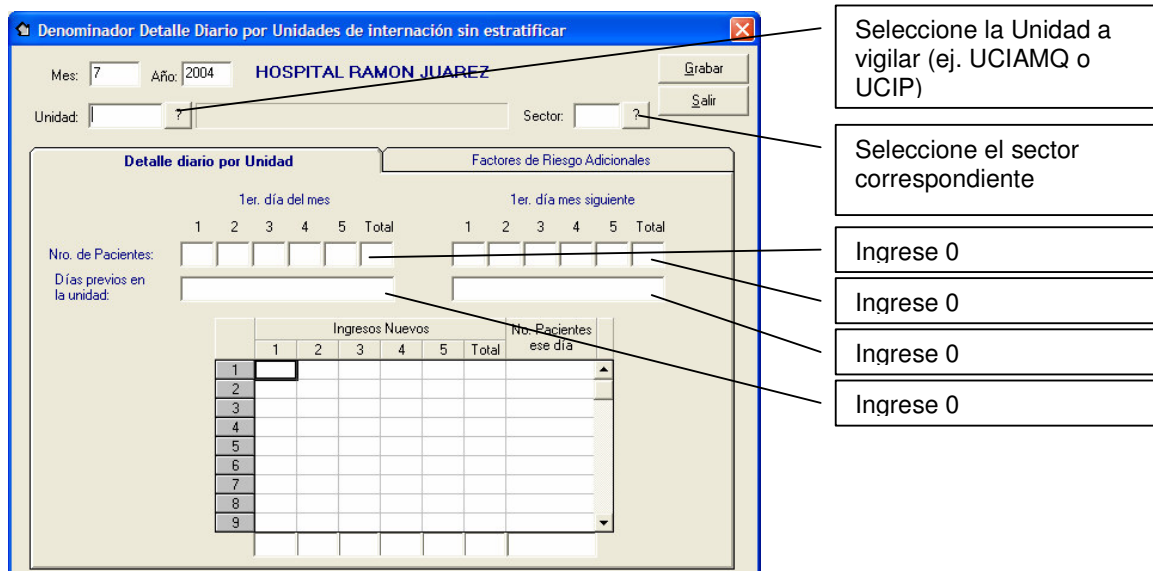 Denominador Detalle Diario por Unidades de internación sin estratificar
Mes: 7 Año: 2004 HOSPITAL RAMON JUAREZ Grabar
Unidad: ? Sector: ? Salir
Detalle diario por Unidad Factores de Riesgo Adicionales
1er. día del mes 1er. día mes siguiente
1 2 3 4 5 Total 1 2 3 4 5 Total
Nro. de Pacientes:
Días previos en
la unidad:
Ingresos Nuevos No. Pacientes
ese día
1 2 3 4 5 Total
1
2
3
4
5
6
7
8
9
Seleccione la Unidad a
vigilar (ej. UCIAMQ o
UCIP)
Seleccione el sector
correspondiente
Ingrese 0
Ingrese 0
Ingrese 0
Ingrese 0